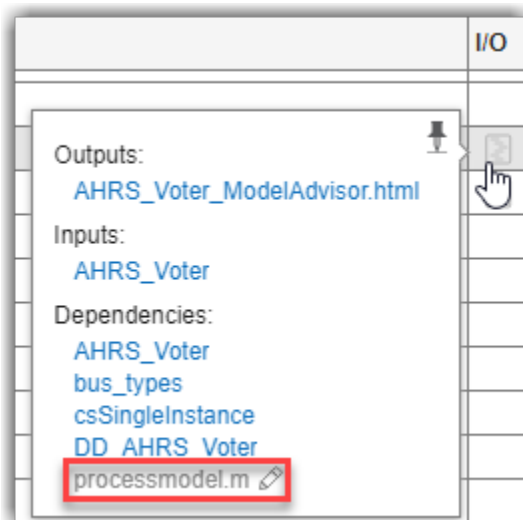 I/O
Outputs:
AHRS_Voter_ModelAdvisor.html
Inputs:
AHRS_Voter
Dependencies:
AHRS_Voter
bus_types
csSingleInstance
DD_AHRS_Voter
processmodel.m